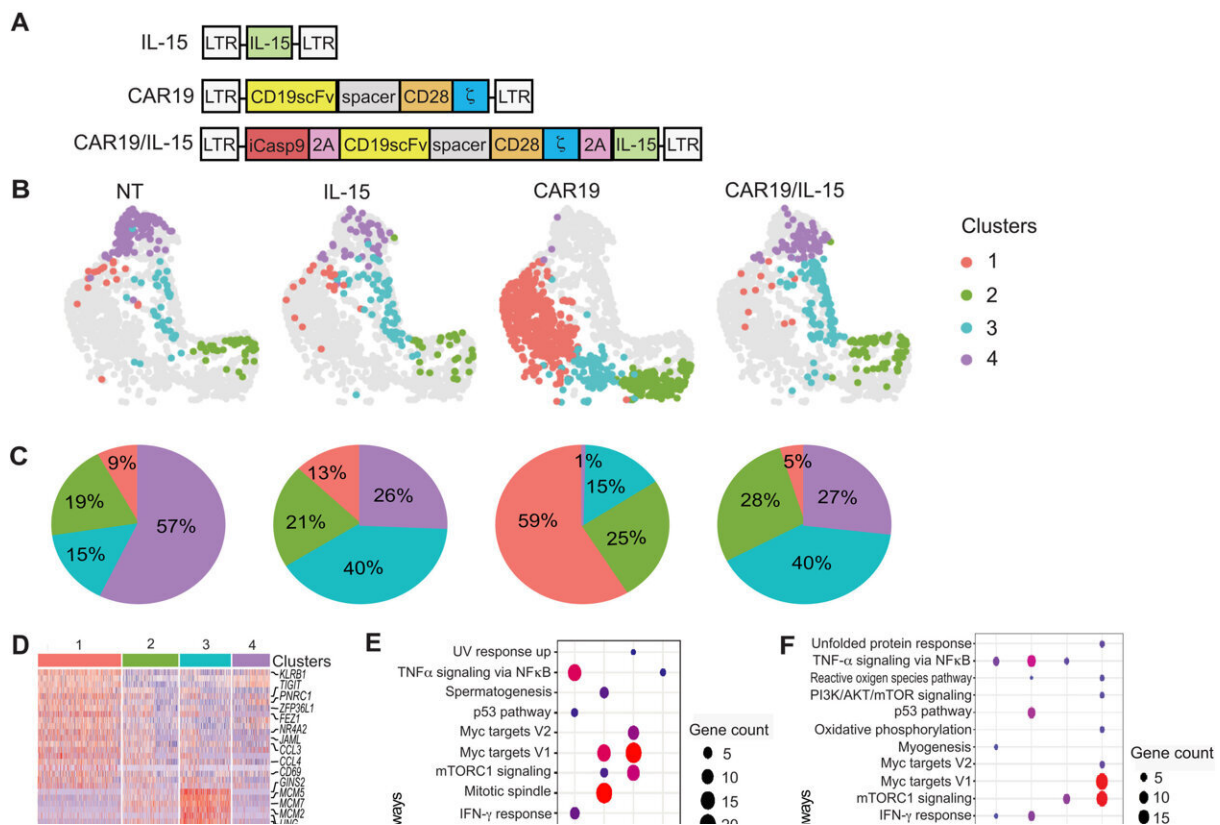 A
IL-15 LTR IL-15 LTR
CAR19 LTR CD19scFv spacer CD28 ζ LTR
CAR19/IL-15 LTR iCasp9 2A CD19scFv spacer CD28 ζ 2A IL-15 LTR
B NT IL-15 CAR19 CAR19/IL-15
Clusters
1
2
3
4
C
9% 19% 15% 57%
13% 26% 21% 40%
1% 15% 59% 25%
5% 27% 28% 40%
D 1 2 3 4 Clusters
KLRB1
TIGIT
PNRC1
ZFP36L1
FEZ1
NR4A2
JAML
CCL3
CCL4
CD69
GINS2
MCM5
MCM7
MCM2
UNG
E
UV response up
TNFα signaling via NFκB
Spermatogenesis
p53 pathway
Myc targets V2
Myc targets V1
mTORC1 signaling
Mitotic spindle
IFN-γ response
Gene count
5
10
15
20
F
Unfolded protein response
TNF-α signaling via NFκB
Reactive oxigen species pathway
PI3K/AKT/mTOR signaling
p53 pathway
Oxidative phosphorylation
Myogenesis
Myc targets V2
Myc targets V1
mTORC1 signaling
IFN-γ response
Gene count
5
10
15